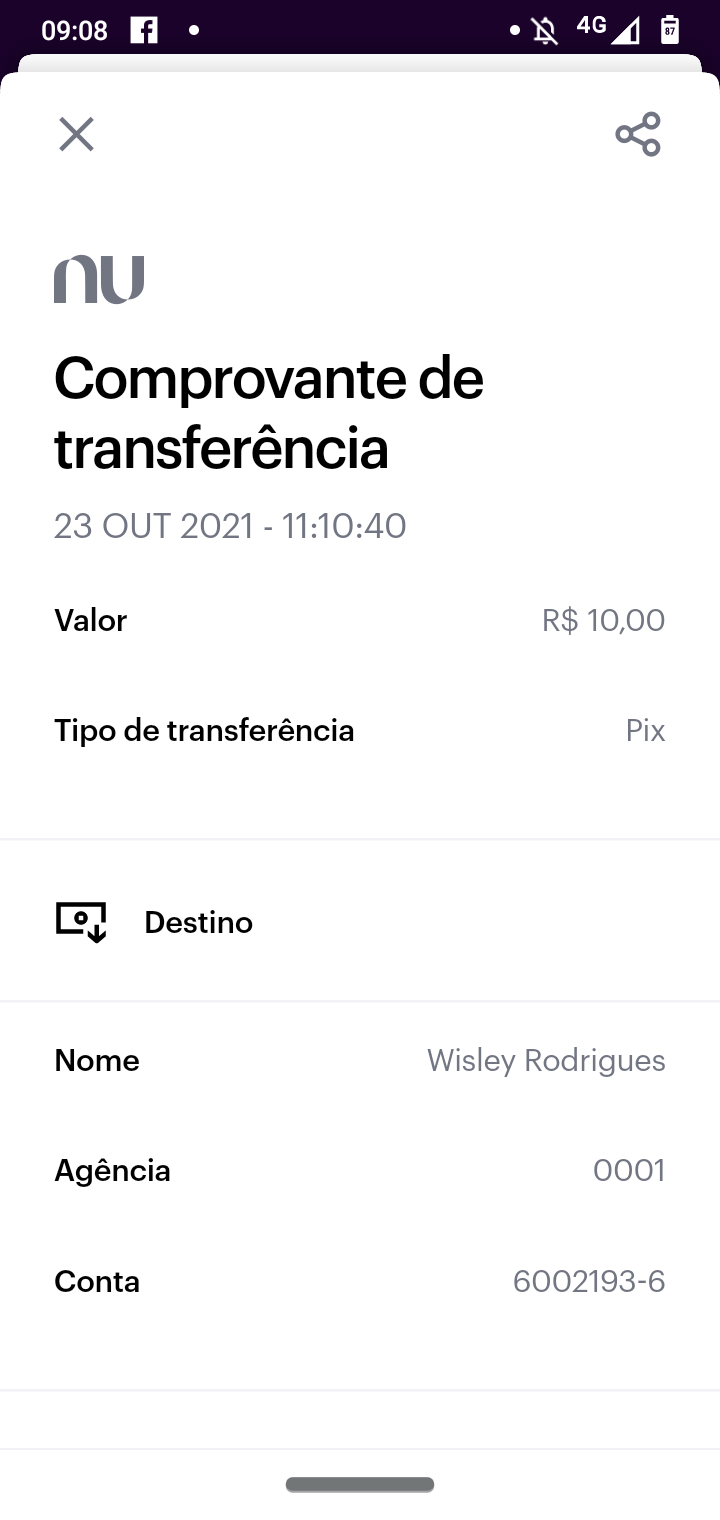 09:08
4G
87
nu
Comprovante de
transferência
23 OUT 2021 - 11:10:40
Valor R$ 10,00
Tipo de transferência Pix
Destino
Nome Wisley Rodrigues
Agência 0001
Conta 6002193-6